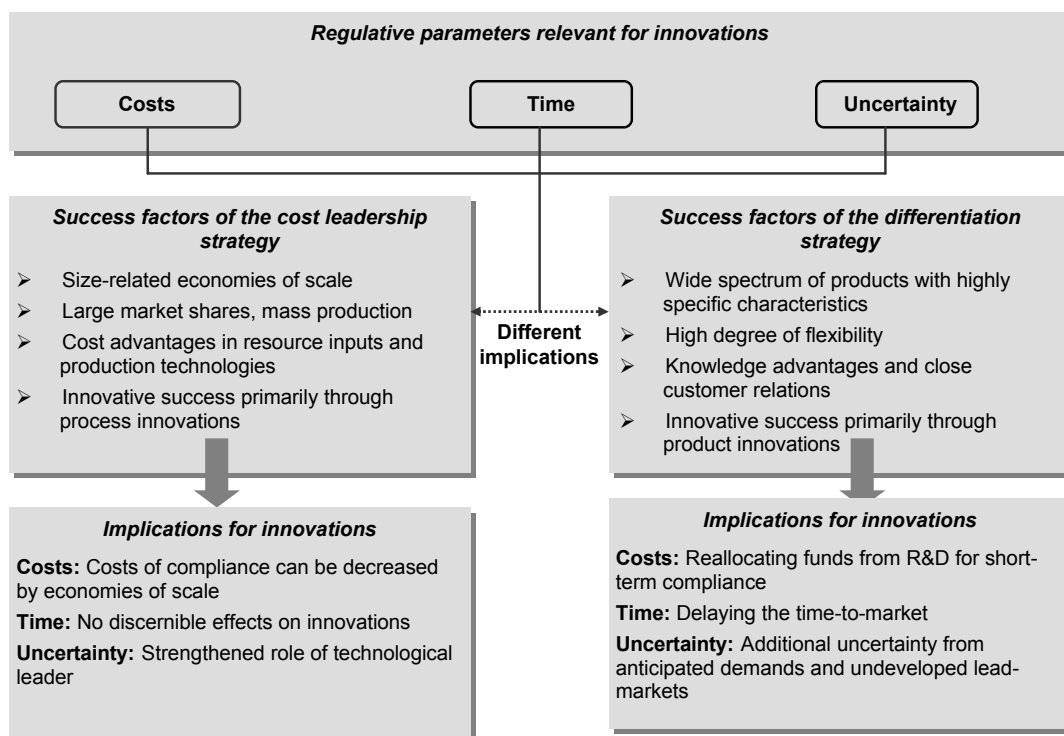 Regulative parameters relevant for innovations
Costs
Time
Uncertainty
Success factors of the cost leadership
strategy
➢ Size-related economies of scale
➢ Large market shares, mass production
➢ Cost advantages in resource inputs and
production technologies
➢ Innovative success primarily through
process innovations
Different
implications
Success factors of the differentiation
strategy
➢ Wide spectrum of products with highly
specific characteristics
➢ High degree of flexibility
➢ Knowledge advantages and close
customer relations
➢ Innovative success primarily through
product innovations
Implications for innovations
Costs: Costs of compliance can be decreased
by economies of scale
Time: No discernible effects on innovations
Uncertainty: Strengthened role of technological
leader
Implications for innovations
Costs: Reallocating funds from R&D for short-
term compliance
Time: Delaying the time-to-market
Uncertainty: Additional uncertainty from
anticipated demands and undeveloped lead-
markets